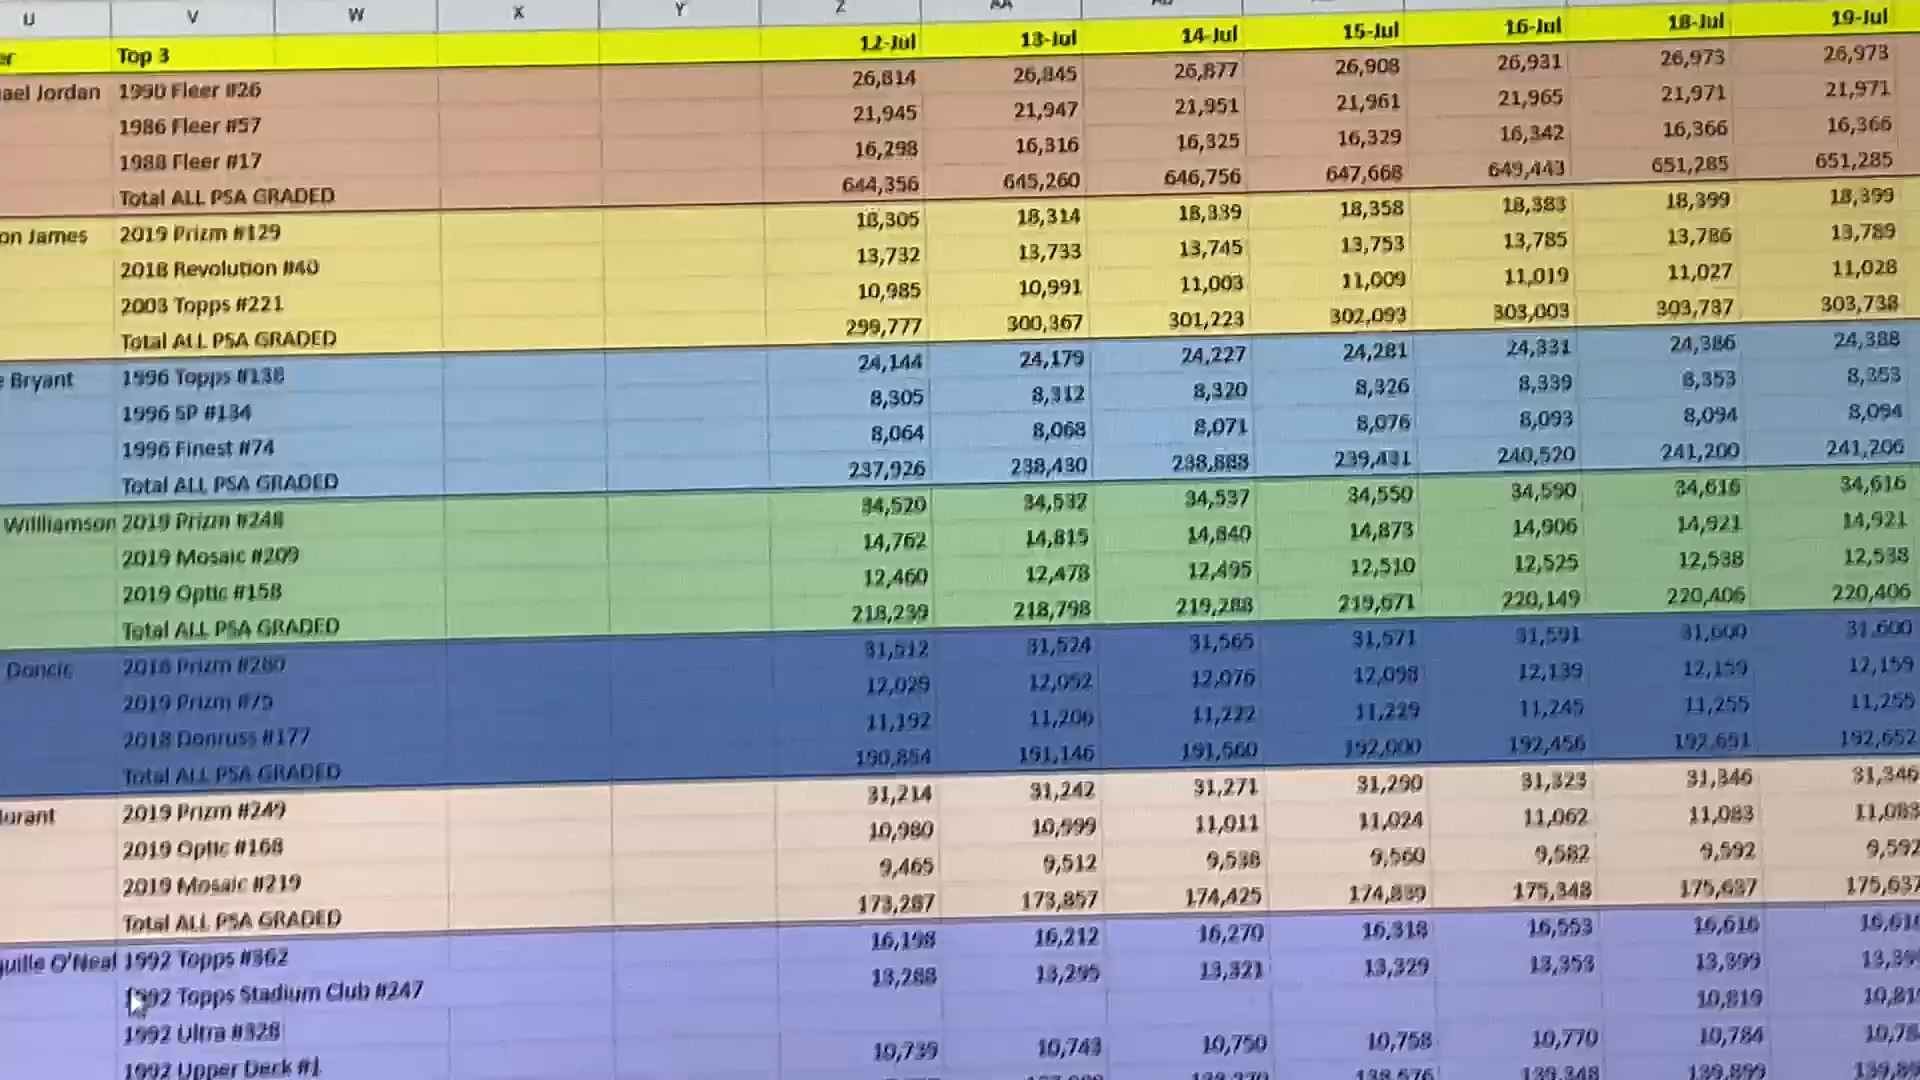 U V W X Y Z AA
er Top 3 12-Jul 13-Jul 14-Jul 15-Jul 16-Jul 18-Jul 19-Jul
ael Jordan 1990 Fleer #26 26,814 26,845 26,877 26,908 26,931 26,973 26,973
1986 Fleer #57 21,945 21,947 21,951 21,961 21,965 21,971 21,971
1988 Fleer #17 16,298 16,316 16,325 16,329 16,342 16,366 16,366
Total ALL PSA GRADED 644,356 645,260 646,756 647,668 649,443 651,285 651,285
on James 2019 Prizm #129 18,305 18,314 18,339 18,358 18,383 18,399 18,399
2018 Revolution #40 13,732 13,733 13,745 13,753 13,785 13,786 13,789
2003 Topps #221 10,985 10,991 11,003 11,009 11,019 11,027 11,028
Total ALL PSA GRADED 299,777 300,367 301,223 302,093 303,003 303,737 303,738
e Bryant 1996 Topps #138 24,144 24,179 24,227 24,281 24,331 24,386 24,388
1996 SP #134 8,305 8,312 8,320 8,326 8,339 8,353 8,353
1996 Finest #74 8,064 8,068 8,071 8,076 8,093 8,094 8,094
Total ALL PSA GRADED 237,926 238,430 238,888 239,431 240,520 241,200 241,206
Williamson 2019 Prizm #248 34,520 34,532 34,537 34,550 34,590 34,616 34,616
2019 Mosaic #209 14,762 14,815 14,840 14,873 14,906 14,921 14,921
2019 Optic #158 12,460 12,478 12,495 12,510 12,525 12,538 12,538
Total ALL PSA GRADED 218,239 218,798 219,288 219,671 220,149 220,406 220,406
Doncic 2018 Prizm #280 31,512 31,524 31,565 31,571 31,591 31,600 31,600
2019 Prizm #75 12,029 12,052 12,076 12,098 12,139 12,159 12,159
2018 Donruss #177 11,192 11,206 11,222 11,229 11,245 11,255 11,255
Total ALL PSA GRADED 190,854 191,146 191,560 192,000 192,456 192,651 192,652
urant 2019 Prizm #249 31,214 31,242 31,271 31,290 31,323 31,346 31,346
2019 Optic #168 10,980 10,999 11,011 11,024 11,062 11,083 11,083
2019 Mosaic #219 9,465 9,512 9,538 9,560 9,582 9,592 9,592
Total ALL PSA GRADED 173,287 173,857 174,425 174,830 175,348 175,637 175,637
uille O'Neal 1992 Topps #362 16,198 16,212 16,270 16,318 16,553 16,616 16,616
1992 Topps Stadium Club #247 13,288 13,295 13,321 13,329 13,353 13,399 13,39
1992 Ultra #328 10,819 10,81
1992 Upper Deck #1 10,739 10,743 10,750 10,758 10,770 10,784 10,78
139,348 139,899